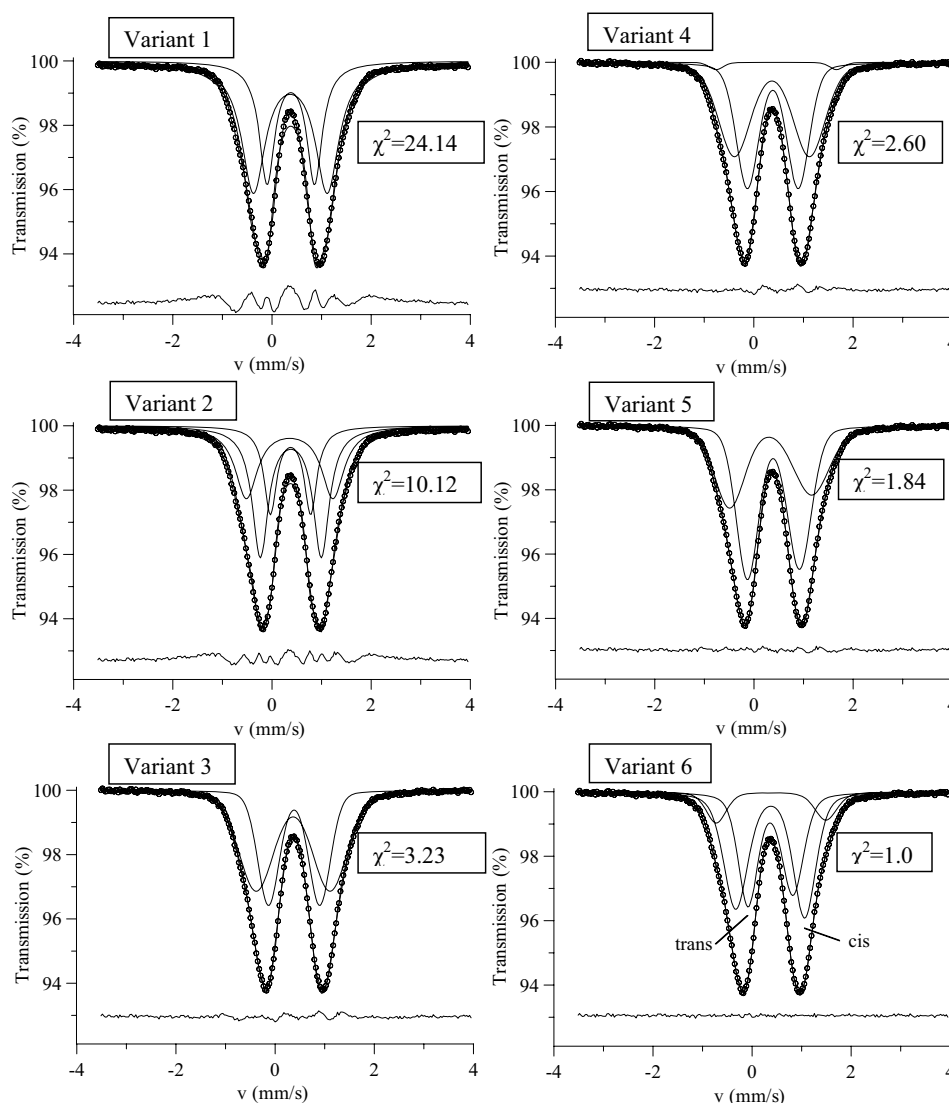 Variant 1
100
98
96
94
Transmission (%)
χ²=24.14
-4 -2 0 2 4
v (mm/s)
Variant 4
100
98
96
94
Transmission (%)
χ²=2.60
-4 -2 0 2 4
v (mm/s)
Variant 2
100
98
96
94
Transmission (%)
χ²=10.12
-4 -2 0 2 4
v (mm/s)
Variant 5
100
98
96
94
Transmission (%)
χ²=1.84
-4 -2 0 2 4
v (mm/s)
Variant 3
100
98
96
94
Transmission (%)
χ²=3.23
-4 -2 0 2 4
v (mm/s)
Variant 6
100
98
96
94
Transmission (%)
χ²=1.0
trans
cis
-4 -2 0 2 4
v (mm/s)